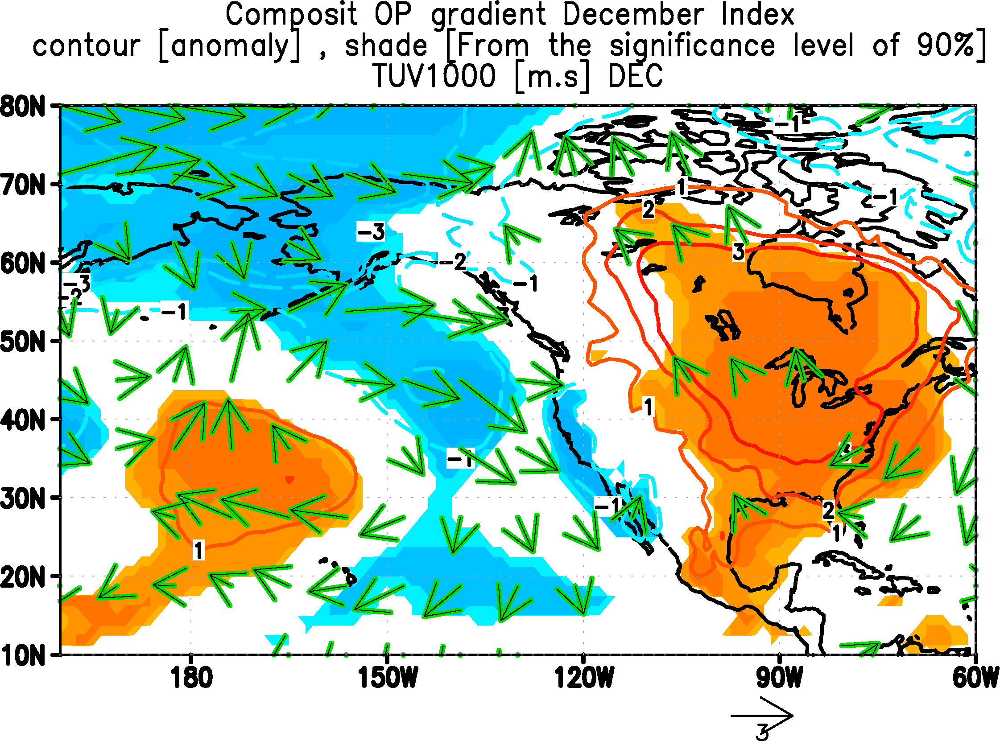 Composit OP gradient December Index
contour [anomaly] , shade [From the significance level of 90%]
TUV1000 [m.s] DEC
80N
-1
70N
1
-1
2
-3
3
60N
-2
-3
-1
-2
-1
50N
1
40N
3
-1
30N
-1
2
1
1
20N
10N
180
150W
120W
90W
60W
3